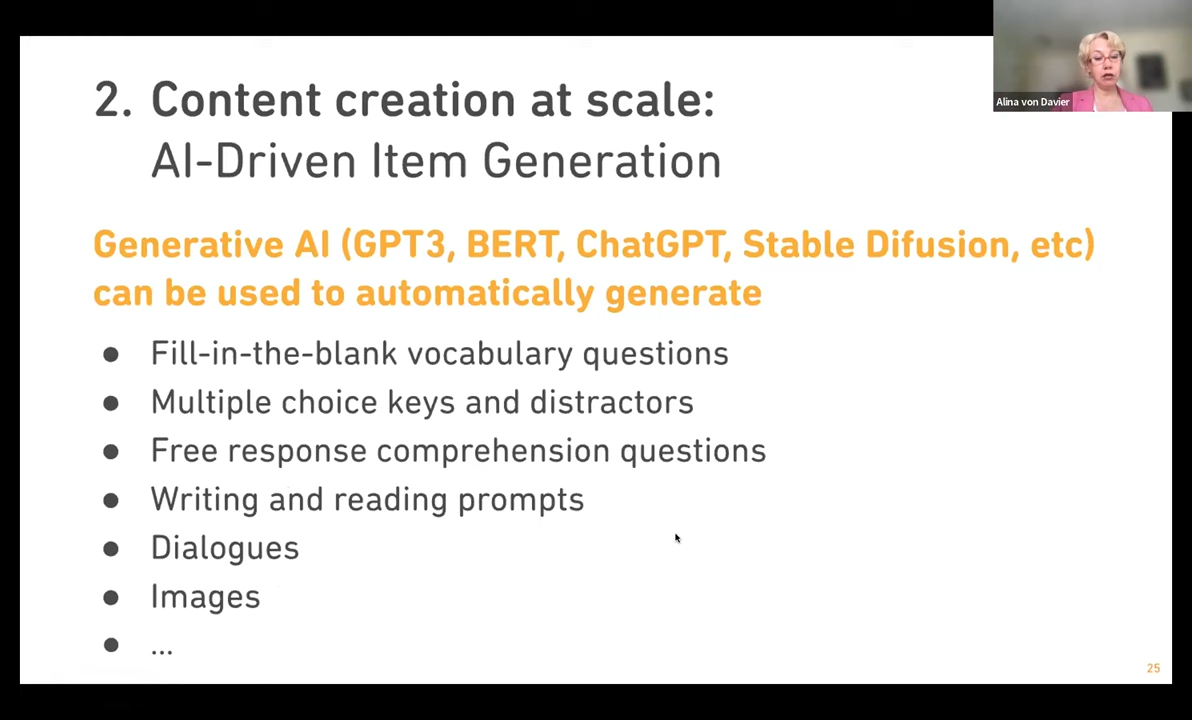 2. Content creation at scale:
AI-Driven Item Generation
Alina von Davier
Generative AI (GPT3, BERT, ChatGPT, Stable Difusion, etc)
can be used to automatically generate
● Fill-in-the-blank vocabulary questions
● Multiple choice keys and distractors
● Free response comprehension questions
● Writing and reading prompts
● Dialogues
● Images
● ...
25